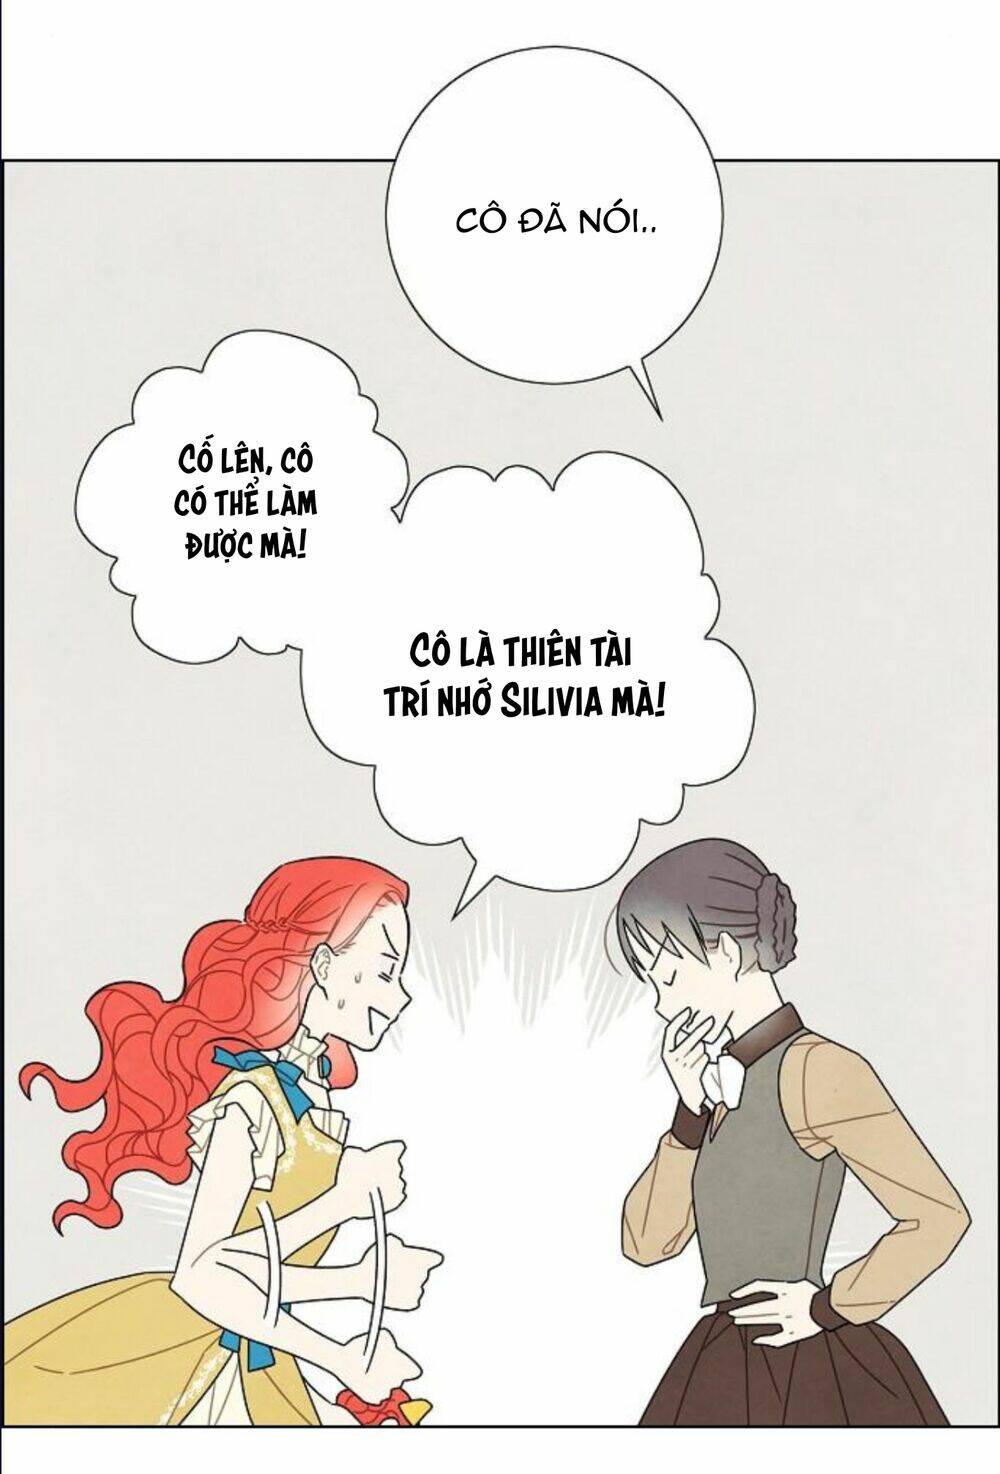 CÔ ĐÃ NÓI..
CỐ LÊN, CÔ
CÓ THỂ LÀM
ĐƯỢC MÀ!
CÔ LÀ THIÊN TÀI
TRÍ NHỚ SILIVIA MÀ!